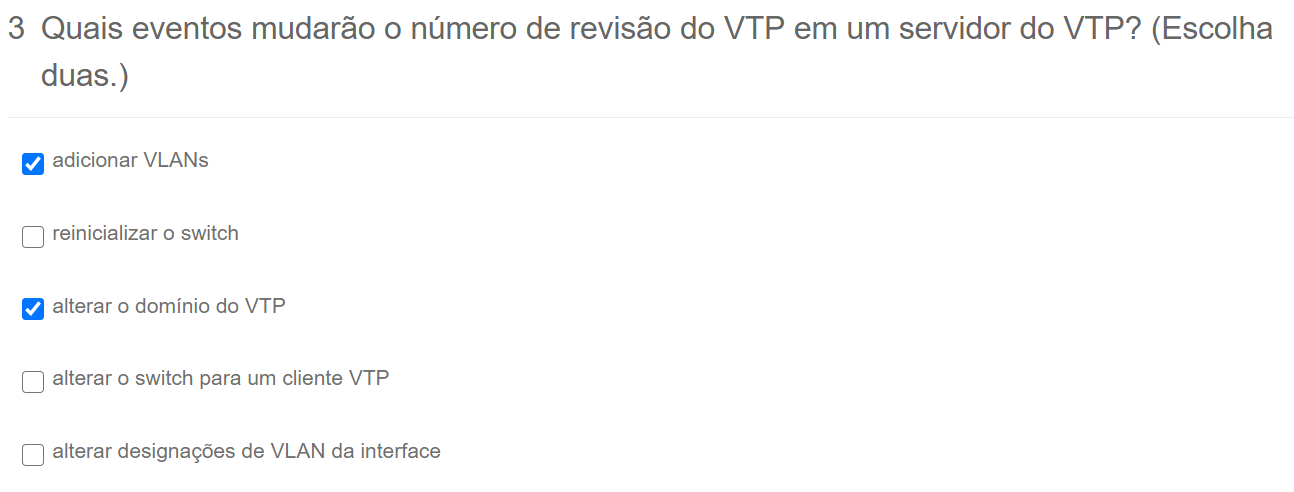 3 Quais eventos mudarão o número de revisão do VTP em um servidor do VTP? (Escolha
duas.)
adicionar VLANs
reinicializar o switch
alterar o domínio do VTP
alterar o switch para um cliente VTP
alterar designações de VLAN da interface